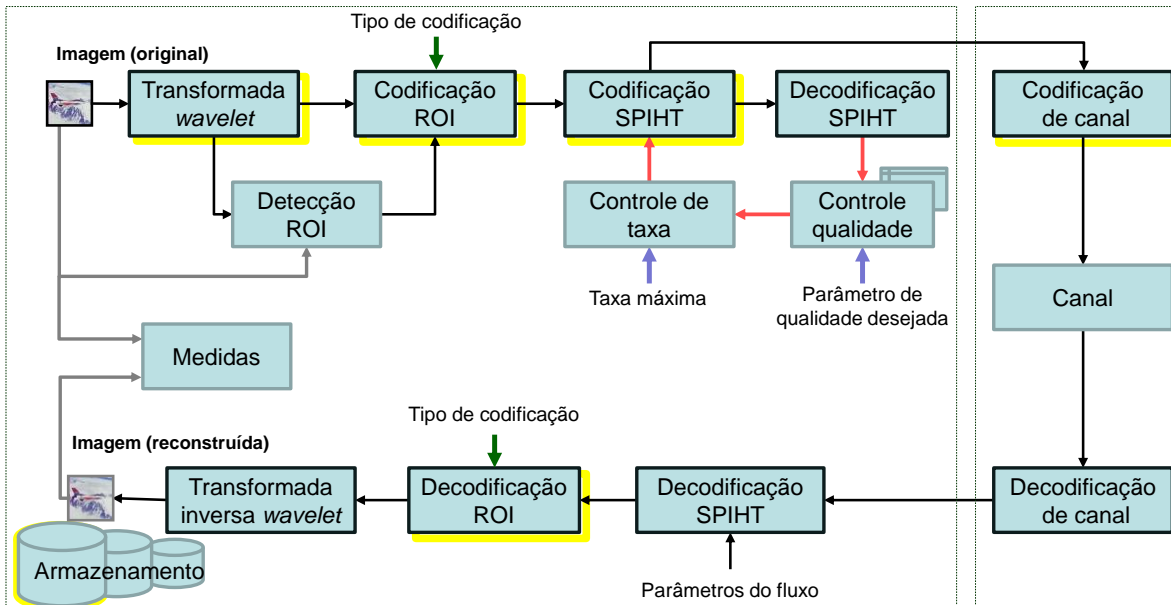 Tipo de codificação
Imagem (original)
Transformada
wavelet
Codificação
ROI
Codificação
SPIHT
Decodificação
SPIHT
Codificação
de canal
Detecção
ROI
Controle de
taxa
Controle
qualidade
Taxa máxima
Parâmetro de
qualidade desejada
Canal
Medidas
Tipo de codificação
Imagem (reconstruída)
Transformada
inversa wavelet
Decodificação
ROI
Decodificação
SPIHT
Decodificação
de canal
Armazenamento
Parâmetros do fluxo